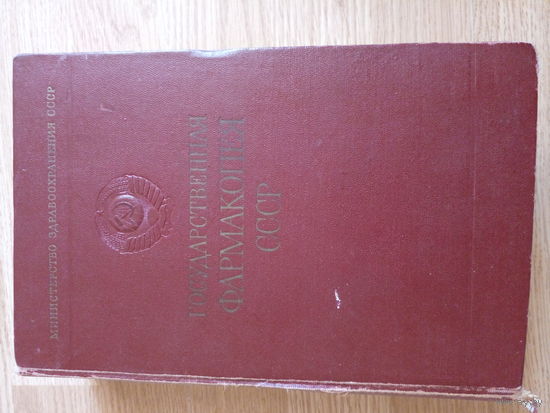 МИНИСТЕРСТВО ЗДРАВООХРАНЕНИЯ СССР
ГОСУДАРСТВЕННАЯ
ФАРМАКОПЕЯ
СССР